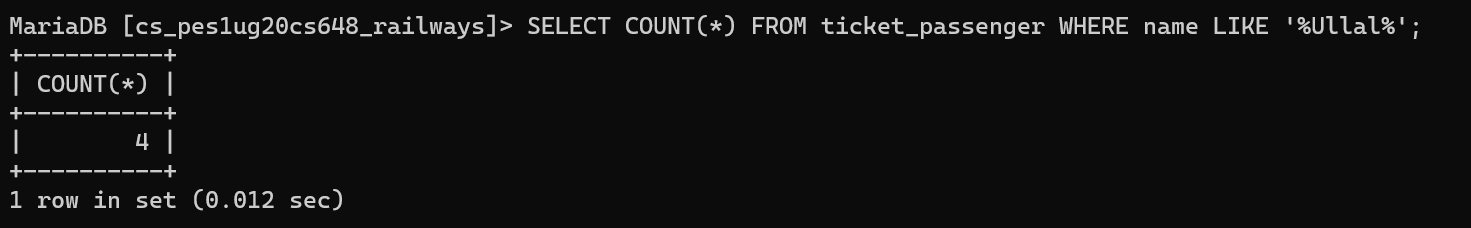 MariaDB [cs_pes1ug20cs648_railways]> SELECT COUNT(*) FROM ticket_passenger WHERE name LIKE '%Ullal%';
+----------+
| COUNT(*) |
+----------+
|        4 |
+----------+
1 row in set (0.012 sec)